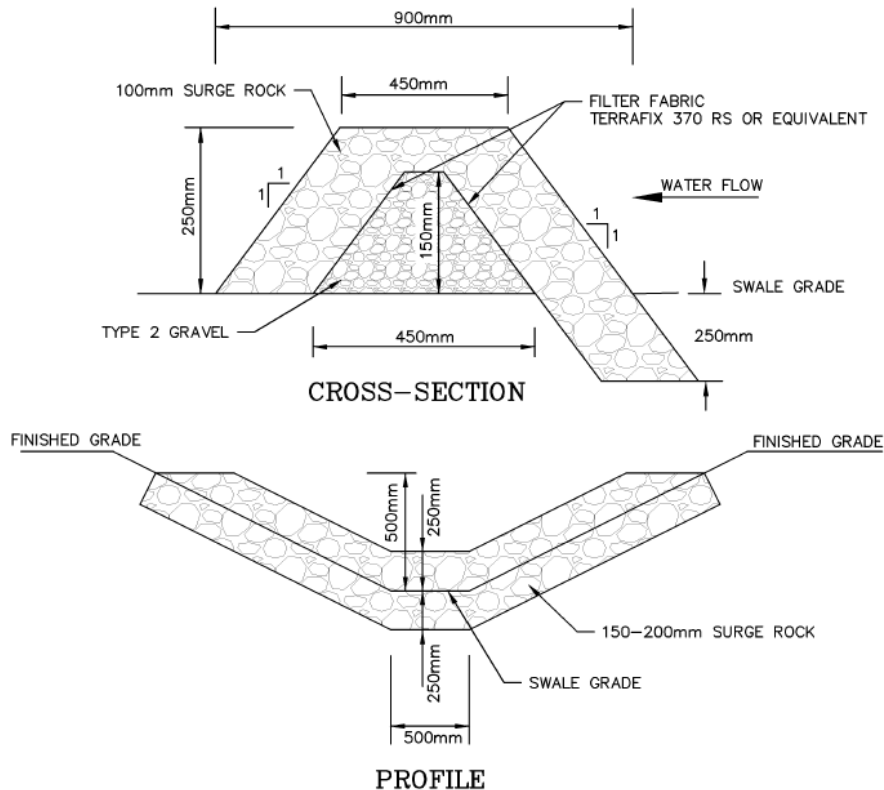 900mm
100mm SURGE ROCK
450mm
FILTER FABRIC
TERRAFIX 370 RS OR EQUIVALENT
1
1
250mm
150mm
1
1
WATER FLOW
SWALE GRADE
TYPE 2 GRAVEL
450mm
250mm
CROSS-SECTION
FINISHED GRADE
FINISHED GRADE
500mm
250mm
150-200mm SURGE ROCK
250mm
SWALE GRADE
500mm
PROFILE